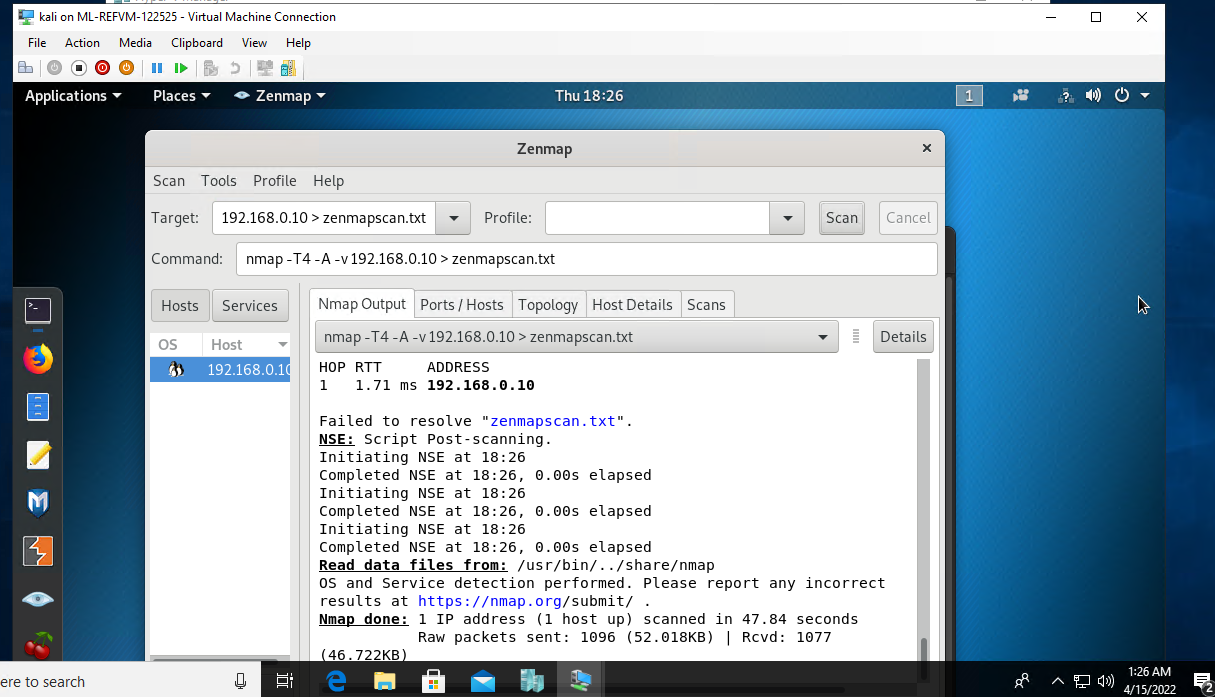 kali on ML-REFVM-122525 - Virtual Machine Connection
File Action Media Clipboard View Help
Applications Places Zenmap Thu 18:26 1
Zenmap
Scan Tools Profile Help
Target: 192.168.0.10 > zenmapscan.txt Profile: Scan Cancel
Command: nmap -T4 -A -v 192.168.0.10 > zenmapscan.txt
Hosts Services
Nmap Output Ports / Hosts Topology Host Details Scans
OS Host
192.168.0.10
nmap -T4 -A -v 192.168.0.10 > zenmapscan.txt Details
HOP RTT ADDRESS
1 1.71 ms 192.168.0.10
Failed to resolve "zenmapscan.txt".
NSE: Script Post-scanning.
Initiating NSE at 18:26
Completed NSE at 18:26, 0.00s elapsed
Initiating NSE at 18:26
Completed NSE at 18:26, 0.00s elapsed
Initiating NSE at 18:26
Completed NSE at 18:26, 0.00s elapsed
Read data files from: /usr/bin/../share/nmap
OS and Service detection performed. Please report any incorrect
results at https://nmap.org/submit/ .
Nmap done: 1 IP address (1 host up) scanned in 47.84 seconds
Raw packets sent: 1096 (52.018KB) | Rcvd: 1077
(46.722KB)
ere to search
1:26 AM
4/15/2022
2